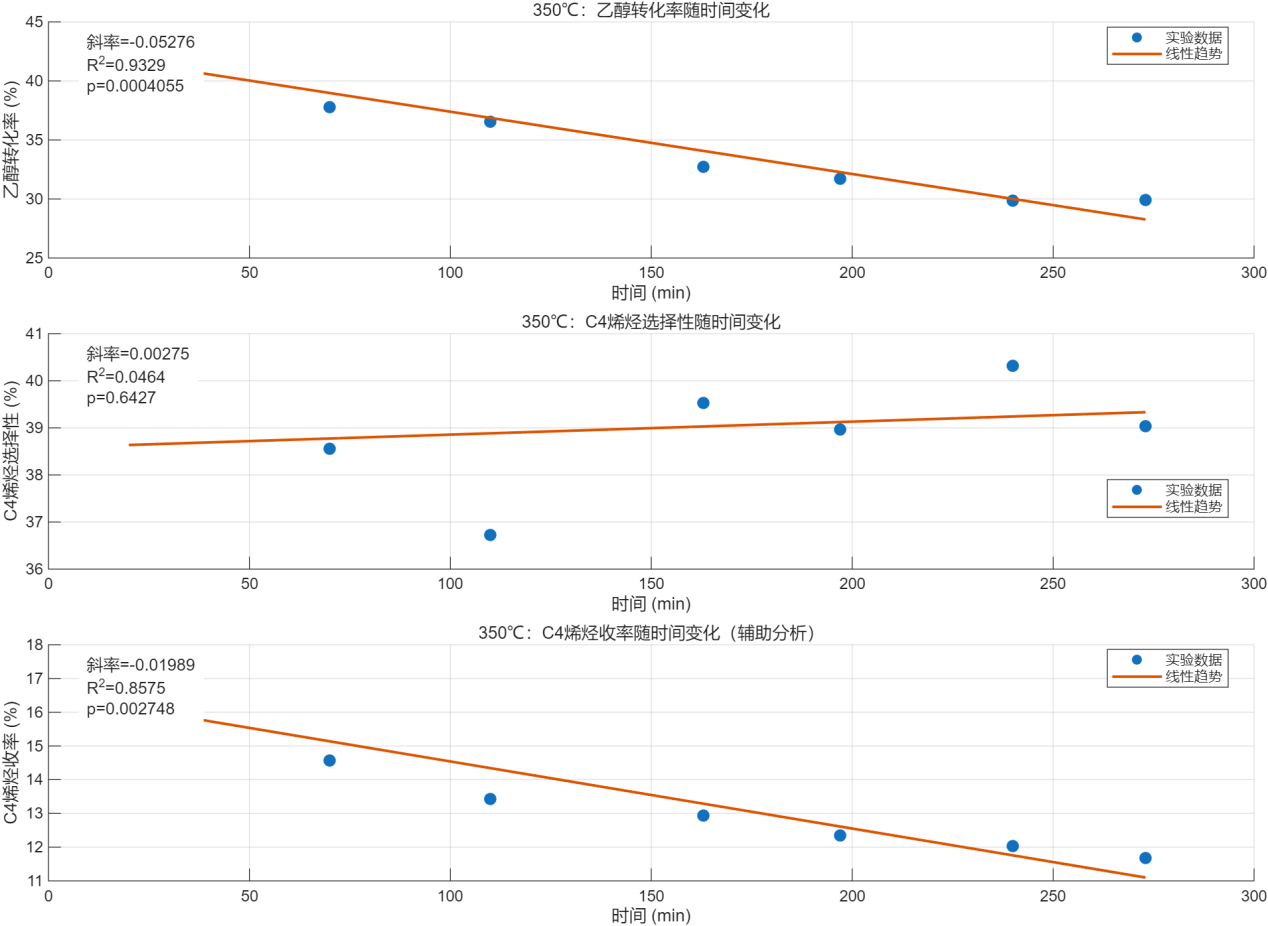 350℃：乙醇转化率随时间变化
45
40
35
30
25
乙醇转化率 (%)
斜率=-0.05276
R²=0.9329
p=0.0004055
实验数据
线性趋势
0 50 100 150 200 250 300
时间 (min)
350℃：C4烯烃选择性随时间变化
41
40
39
38
37
36
C4烯烃选择性 (%)
斜率=0.00275
R²=0.0464
p=0.6427
实验数据
线性趋势
0 50 100 150 200 250 300
时间 (min)
350℃：C4烯烃收率随时间变化（辅助分析）
18
17
16
15
14
13
12
11
C4烯烃收率 (%)
斜率=-0.01989
R²=0.8575
p=0.002748
实验数据
线性趋势
0 50 100 150 200 250 300
时间 (min)